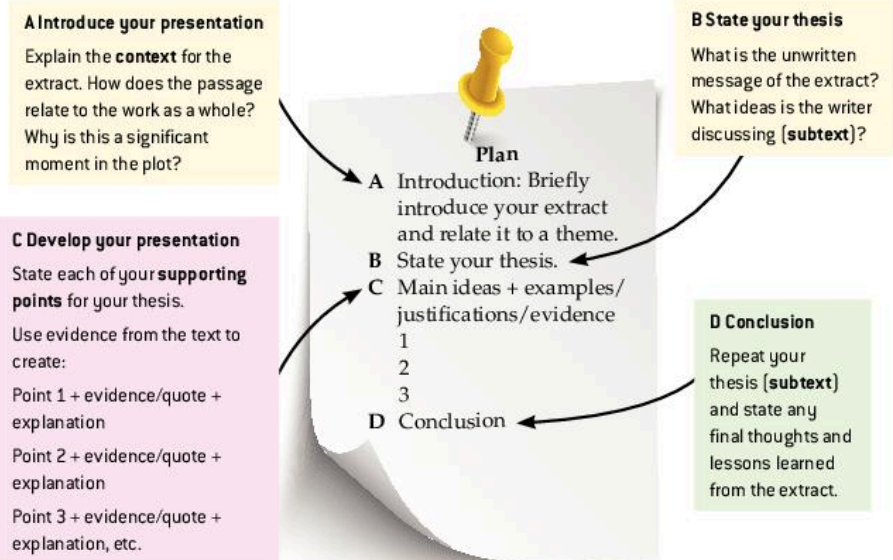 A Introduce your presentation
Explain the context for the
extract. How does the passage
relate to the work as a whole?
Why is this a significant
moment in the plot?
B State your thesis
What is the unwritten
message of the extract?
What ideas is the writer
discussing (subtext)?
C Develop your presentation
State each of your supporting
points for your thesis.
Use evidence from the text to
create:
Point 1 + evidence/quote +
explanation
Point 2 + evidence/quote +
explanation
Point 3 + evidence/quote +
explanation, etc.
Plan
A Introduction: Briefly
introduce your extract
and relate it to a theme.
B State your thesis.
C Main ideas + examples/
justifications/evidence
1
2
3
D Conclusion
D Conclusion
Repeat your
thesis (subtext)
and state any
final thoughts and
lessons learned
from the extract.